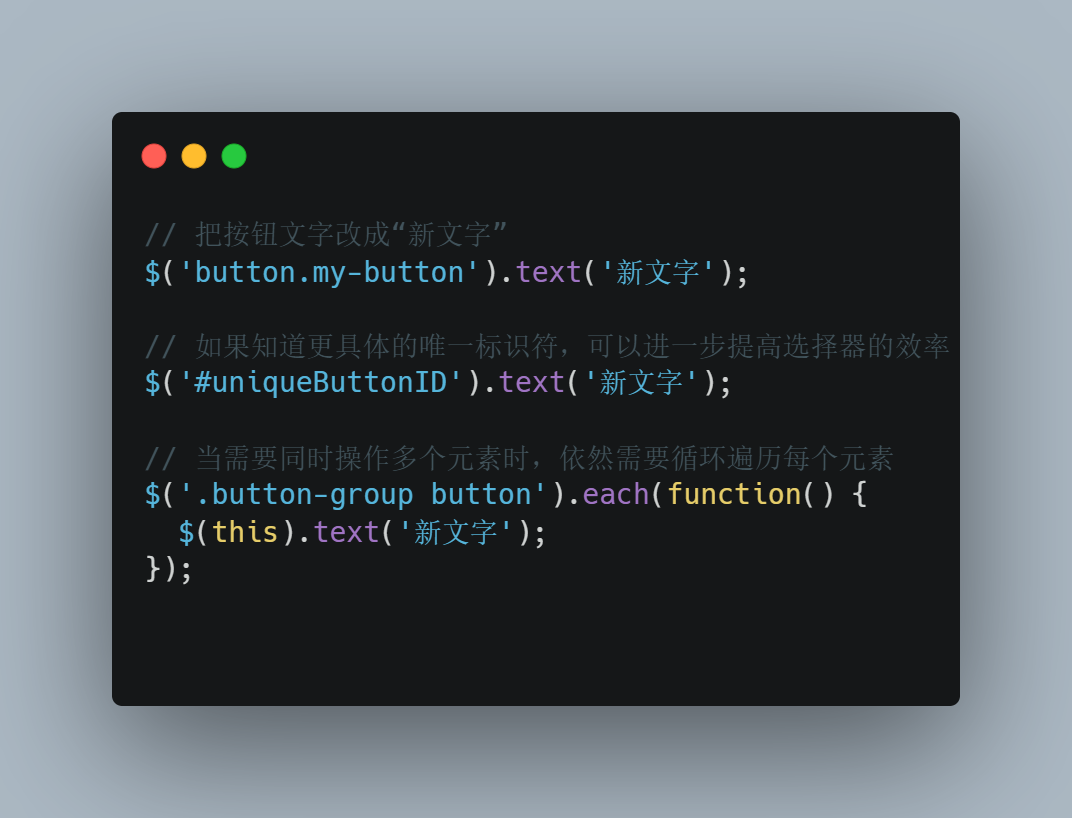 // 把按钮文字改成“新文字”
$('button.my-button').text('新文字');
// 如果知道更具体的唯一标识符，可以进一步提高选择器的效率
$('#uniqueButtonID').text('新文字');
// 当需要同时操作多个元素时，依然需要循环遍历每个元素
$('.button-group button').each(function() {
  $(this).text('新文字');
});